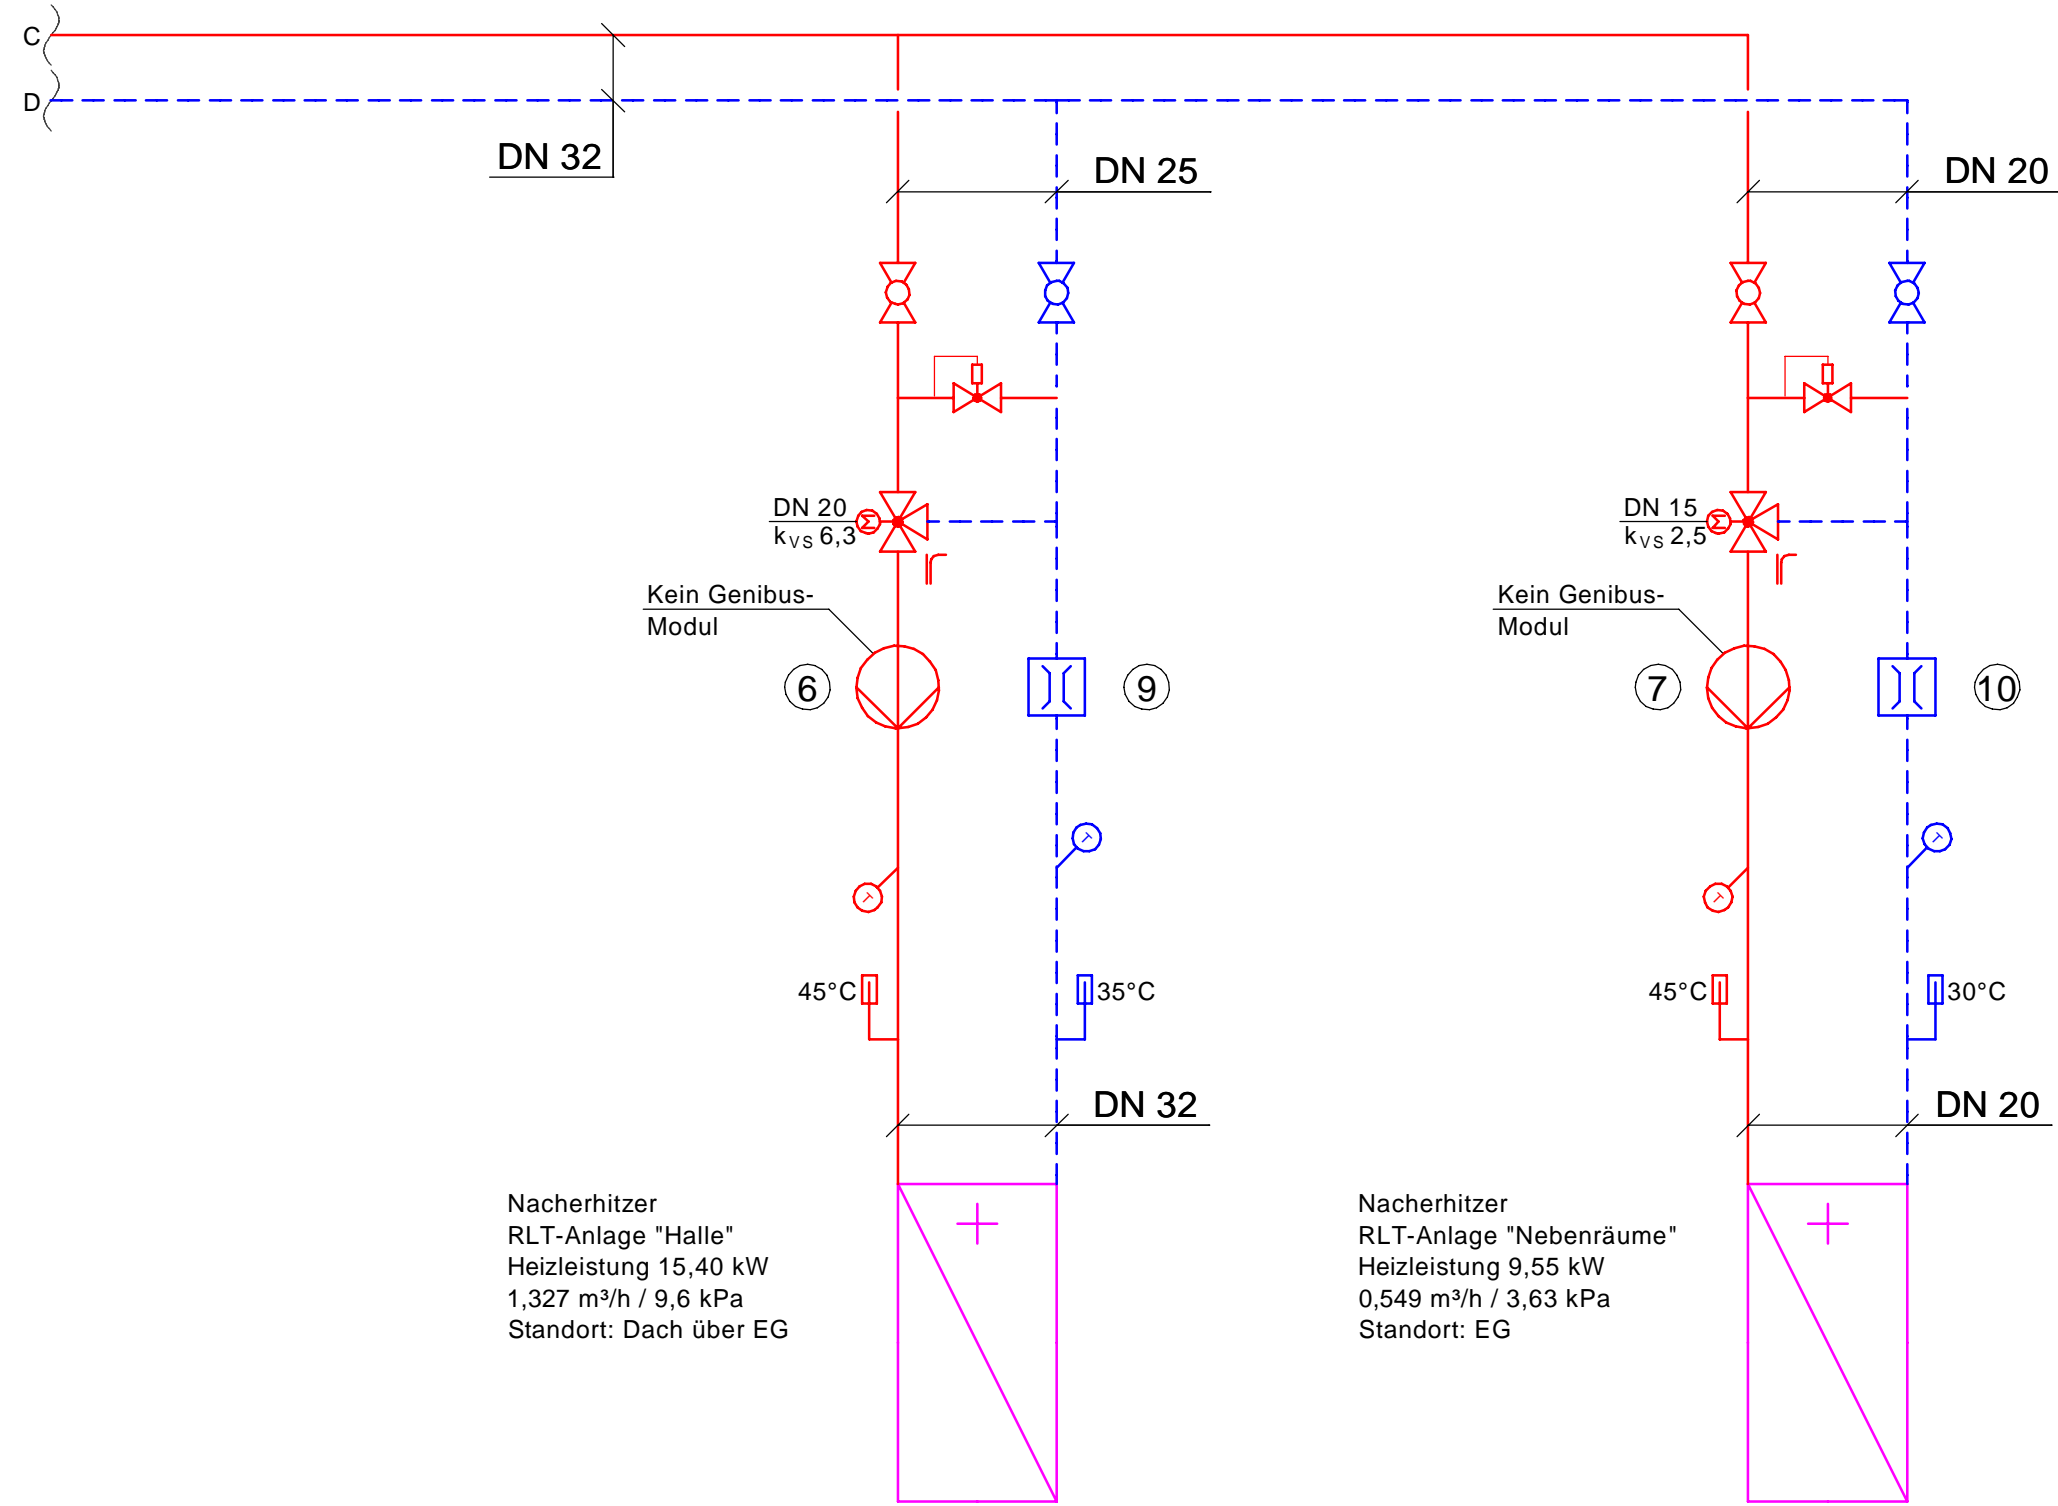 C
D
DN 32
DN 25
DN 20
DN 20
kVS 6,3
DN 15
kVS 2,5
Kein Genibus-
Modul
Kein Genibus-
Modul
6
9
7
10
T
T
T
T
45°C
35°C
45°C
30°C
DN 32
DN 20
Nacherhitzer
RLT-Anlage "Halle"
Heizleistung 15,40 kW
1,327 m³/h / 9,6 kPa
Standort: Dach über EG
Nacherhitzer
RLT-Anlage "Nebenräume"
Heizleistung 9,55 kW
0,549 m³/h / 3,63 kPa
Standort: EG